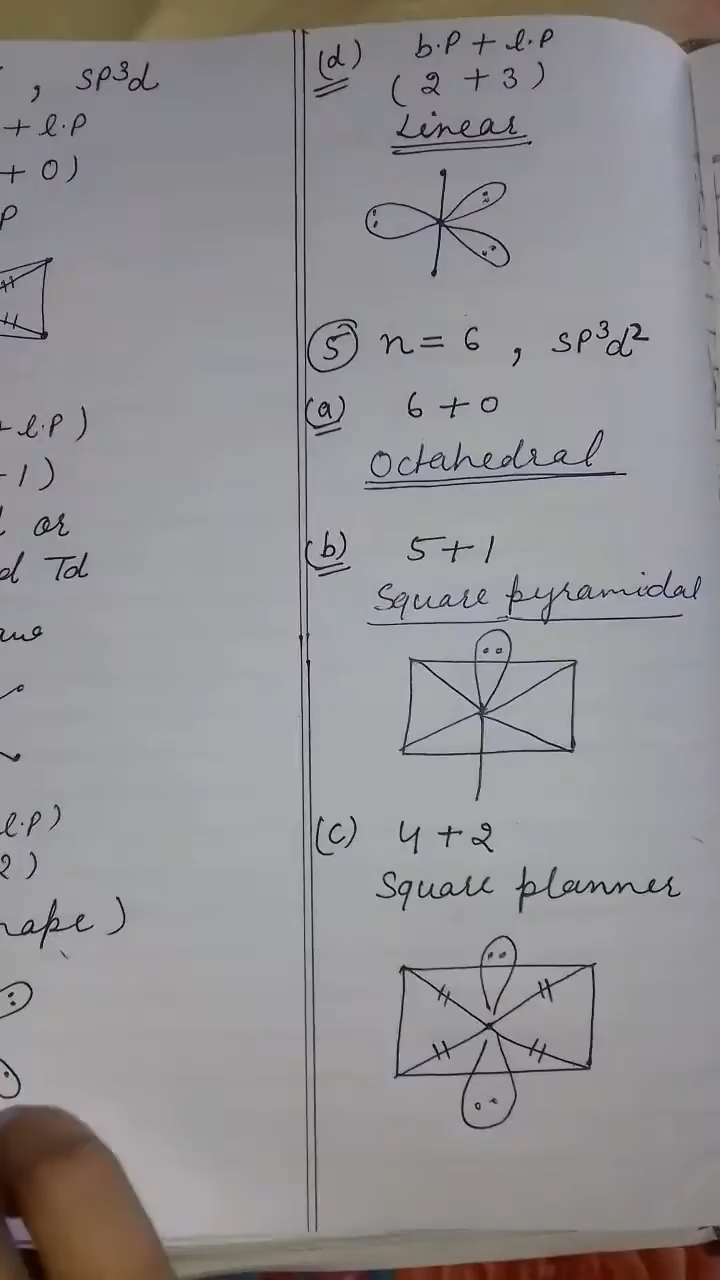 , sp³d
+ l.p
+ 0)
p
- l.p)
-1)
or
d Td
l.p)
2)
hape)
(d) b.p + l.p
(2 + 3)
Linear
(5) n = 6 , sp³d²
(a) 6 + 0
Octahedral
(b) 5 + 1
Square pyramidal
(c) 4 + 2
Square planner